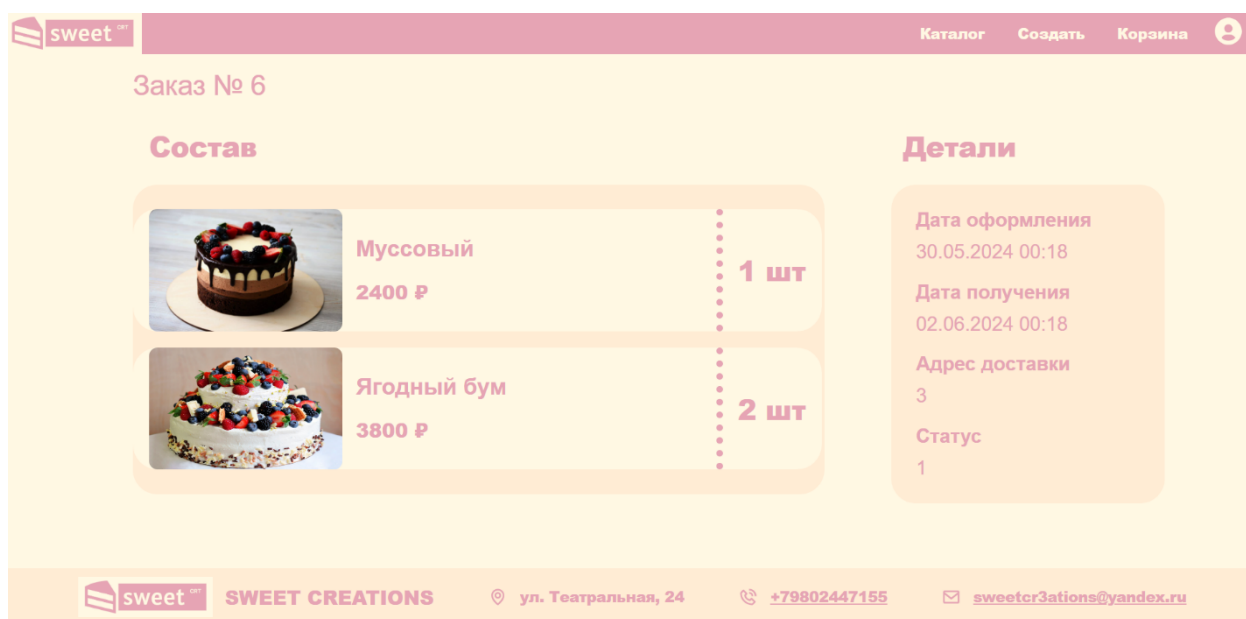 sweet CRT
Каталог Создать Корзина
Заказ № 6
Состав
Муссовый
2400 ₽
1 шт
Ягодный бум
3800 ₽
2 шт
Детали
Дата оформления
30.05.2024 00:18
Дата получения
02.06.2024 00:18
Адрес доставки
3
Статус
1
sweet CRT SWEET CREATIONS ул. Театральная, 24 +79802447155 sweetcr3ations@yandex.ru